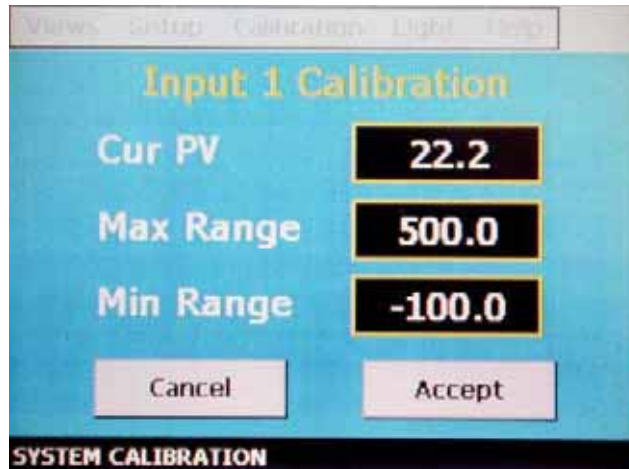 Views Setup Calibration Light Help
Input 1 Calibration
Cur PV 22.2
Max Range 500.0
Min Range -100.0
Cancel Accept
SYSTEM CALIBRATION